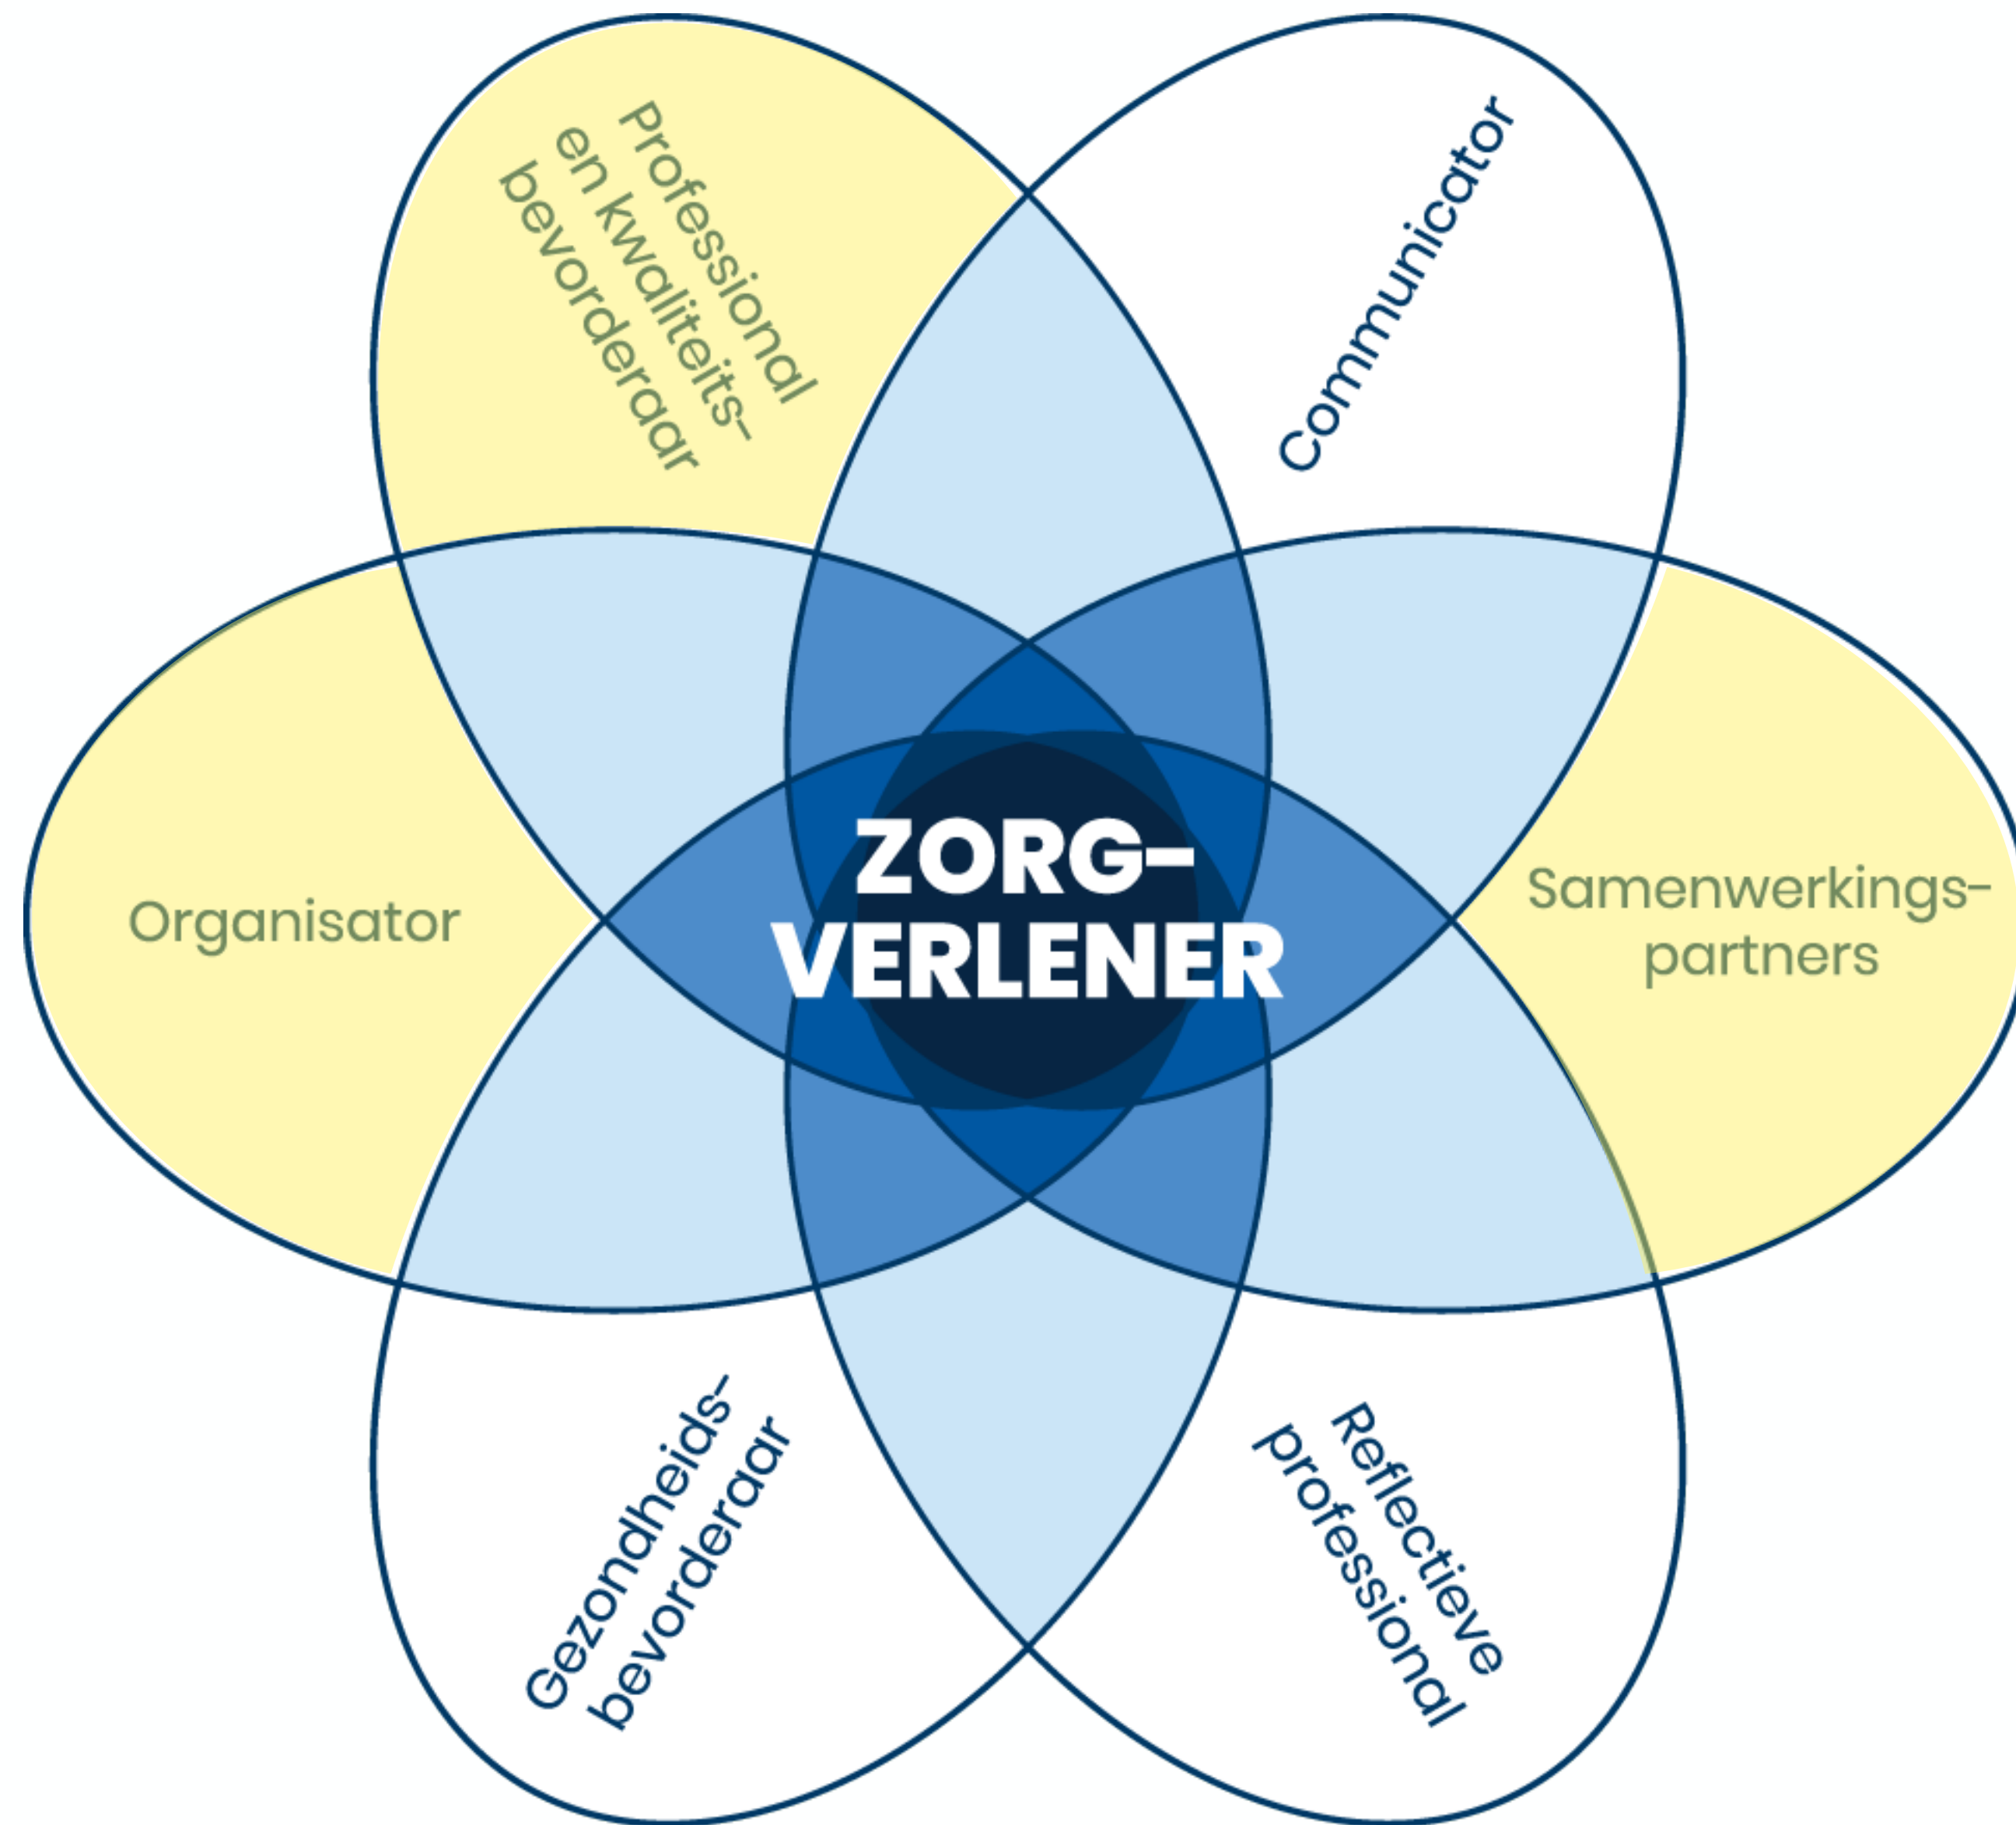 Professional
en kwaliteits-
bevorderaar
Communicator
Organisator
ZORG-
VERLENER
Samenwerkings-
partners
Gezondheids-
bevorderaar
Reflectieve
professional